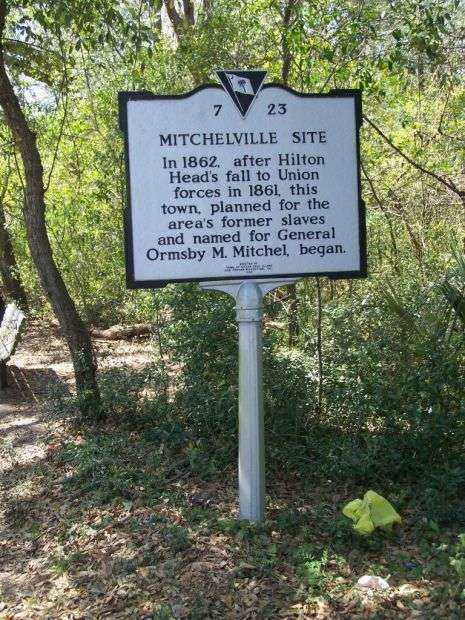 7 23
MITCHELVILLE SITE
In 1862, after Hilton
Head's fall to Union
forces in 1861, this
town, planned for the
area's former slaves
and named for General
Ormsby M. Mitchel, began.